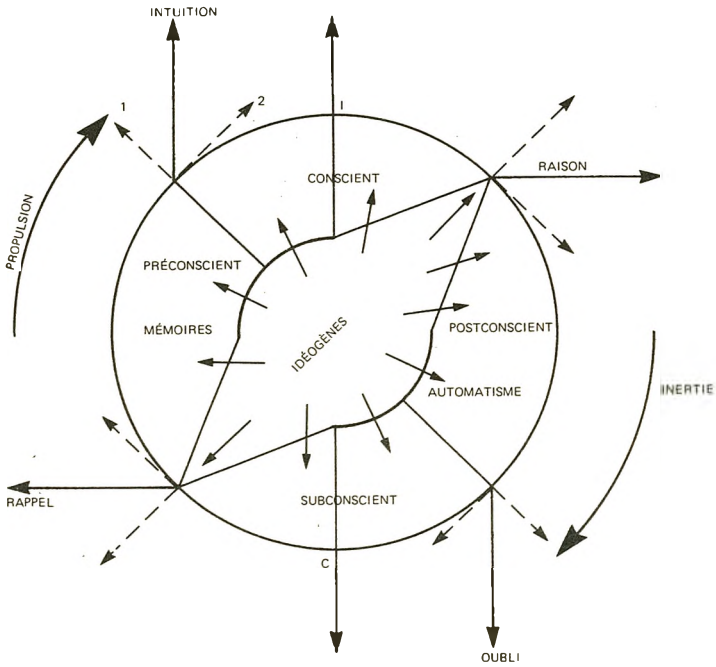 INTUITION
1
2
I
CONSCIENT
RAISON
PROPULSION
PRÉCONSCIENT
MÉMOIRES
IDÉOGÈNES
POSTCONSCIENT
AUTOMATISME
INERTIE
RAPPEL
SUBCONSCIENT
C
OUBLI